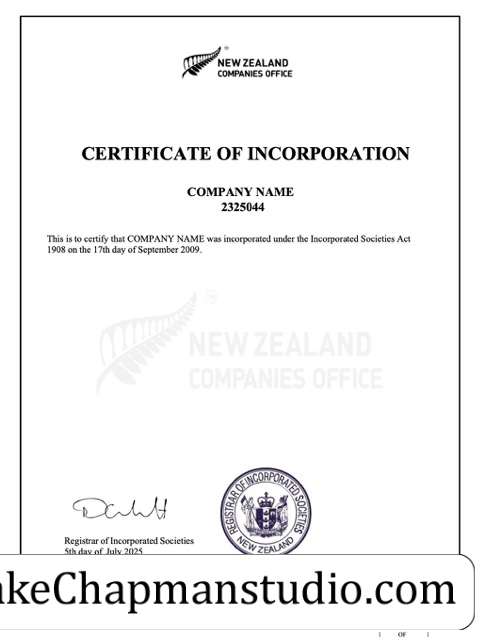 ®
NEW ZEALAND
COMPANIES OFFICE
CERTIFICATE OF INCORPORATION
COMPANY NAME
2325044
This is to certify that COMPANY NAME was incorporated under the Incorporated Societies Act
1908 on the 17th day of September 2009.
®
NEW ZEALAND
COMPANIES OFFICE
REGISTRAR OF INCORPORATED SOCIETIES
NEW ZEALAND
Registrar of Incorporated Societies
5th day of July 2025
akeChapmanstudio.com
1 OF 1